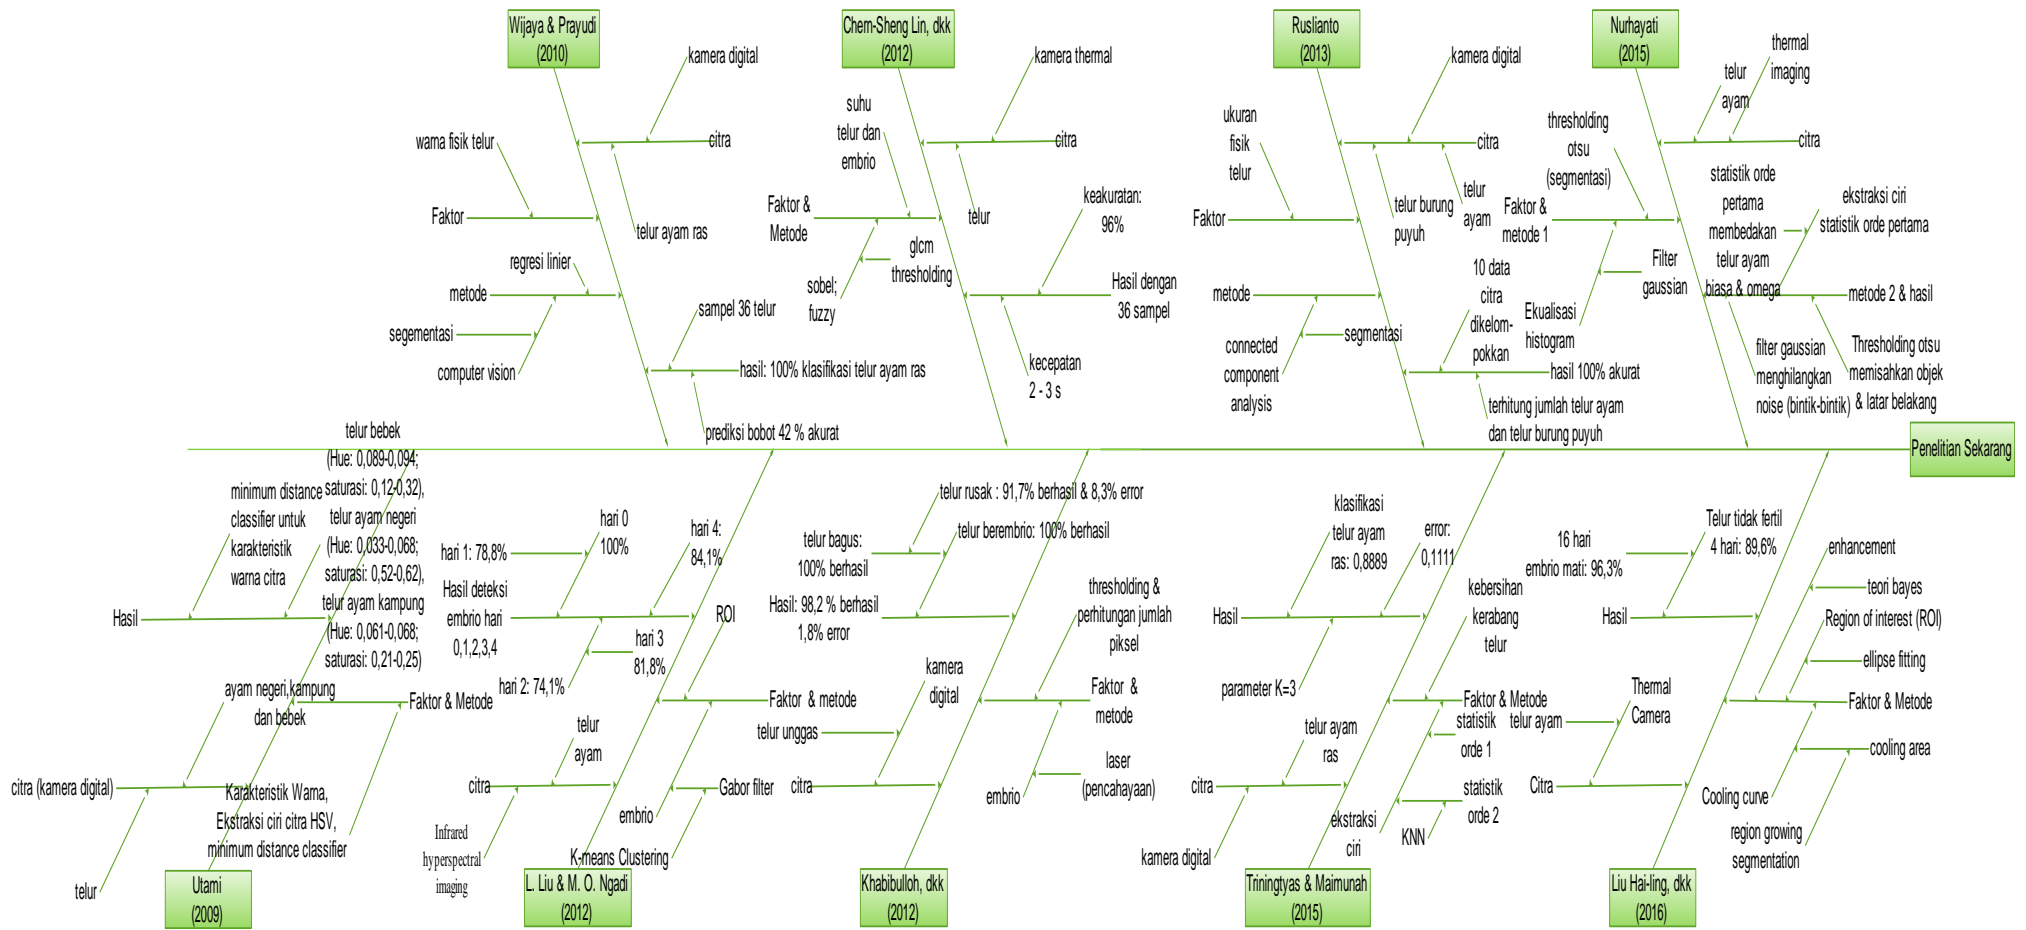 Wijaya & Prayudi
(2010)
kamera digital
citra
telur ayam ras
warna fisik telur
Faktor
regresi linier
metode
segementasi
computer vision
sampel 36 telur
hasil: 100% klasifikasi telur ayam ras
prediksi bobot 42 % akurat
Chern-Sheng Lin, dkk
(2012)
kamera thermal
citra
telur
suhu
telur dan
embrio
Faktor &
Metode
glcm
thresholding
sobel;
fuzzy
keakuratan:
96%
Hasil dengan
36 sampel
kecepatan
2 - 3 s
Ruslianto
(2013)
kamera digital
citra
telur
ayam
telur burung
puyuh
ukuran
fisik
telur
Faktor
metode
segmentasi
connected
component
analysis
10 data
citra
dikelom-
pokkan
hasil 100% akurat
terhitung jumlah telur ayam
dan telur burung puyuh
Nurhayati
(2015)
thermal
imaging
telur
ayam
citra
thresholding
otsu
(segmentasi)
Faktor &
metode 1
Filter
gaussian
Ekualisasi
histogram
statistik orde
pertama
membedakan
telur ayam
biasa & omega
ekstraksi ciri
statistik orde pertama
metode 2 & hasil
filter gaussian
menghilangkan
noise (bintik-bintik)
Thresholding otsu
memisahkan objek
& latar belakang
Penelitian Sekarang
telur bebek
(Hue: 0,089-0,094;
saturasi: 0,12-0,32),
telur ayam negeri
(Hue: 0,033-0,068;
saturasi: 0,52-0,62),
telur ayam kampung
(Hue: 0,061-0,068;
saturasi: 0,21-0,25)
minimum distance
classifier untuk
karakteristik
warna citra
Hasil
ayam negeri,kampung
dan bebek
Faktor & Metode
citra (kamera digital)
Karakteristik Warna,
Ekstraksi ciri citra HSV,
minimum distance classifier
telur
Utami
(2009)
hari 0
100%
hari 1: 78,8%
hari 4:
84,1%
Hasil deteksi
embrio hari
0,1,2,3,4
hari 3
81,8%
hari 2: 74,1%
ROI
Faktor & metode
telur
ayam
citra
embrio
Gabor filter
K-means Clustering
Infrared
hyperspectral
imaging
L. Liu & M. O. Ngadi
(2012)
telur rusak : 91,7% berhasil & 8,3% error
telur berembrio: 100% berhasil
telur bagus:
100% berhasil
Hasil: 98,2 % berhasil
1,8% error
thresholding &
perhitungan jumlah
piksel
kamera
digital
Faktor &
metode
telur unggas
citra
laser
(pencahayaan)
embrio
Khabibulloh, dkk
(2012)
klasifikasi
telur ayam
ras: 0,8889
error:
0,1111
Hasil
parameter K=3
kebersihan
kerabang
telur
Faktor & Metode
statistik
orde 1
telur ayam
ras
citra
statistik
orde 2
ekstraksi
ciri
KNN
kamera digital
Triningtyas & Maimunah
(2015)
Telur tidak fertil
4 hari: 89,6%
16 hari
embrio mati: 96,3%
Hasil
enhancement
teori bayes
Region of interest (ROI)
ellipse fitting
Thermal
Camera
Faktor & Metode
telur ayam
cooling area
Citra
Cooling curve
region growing
segmentation
Liu Hai-ling, dkk
(2016)